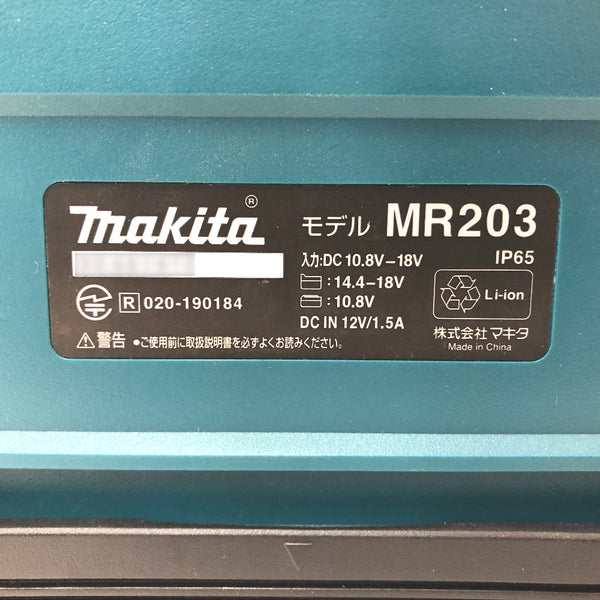 makita®
モデル MR203
入力:DC 10.8V-18V
IP65
:14.4-18V
:10.8V
DC IN 12V/1.5A
R 020-190184
Li-ion
株式会社 マキタ
Made in China
⚠警告 •ご使用前に取扱説明書を必ずよくお読みください。